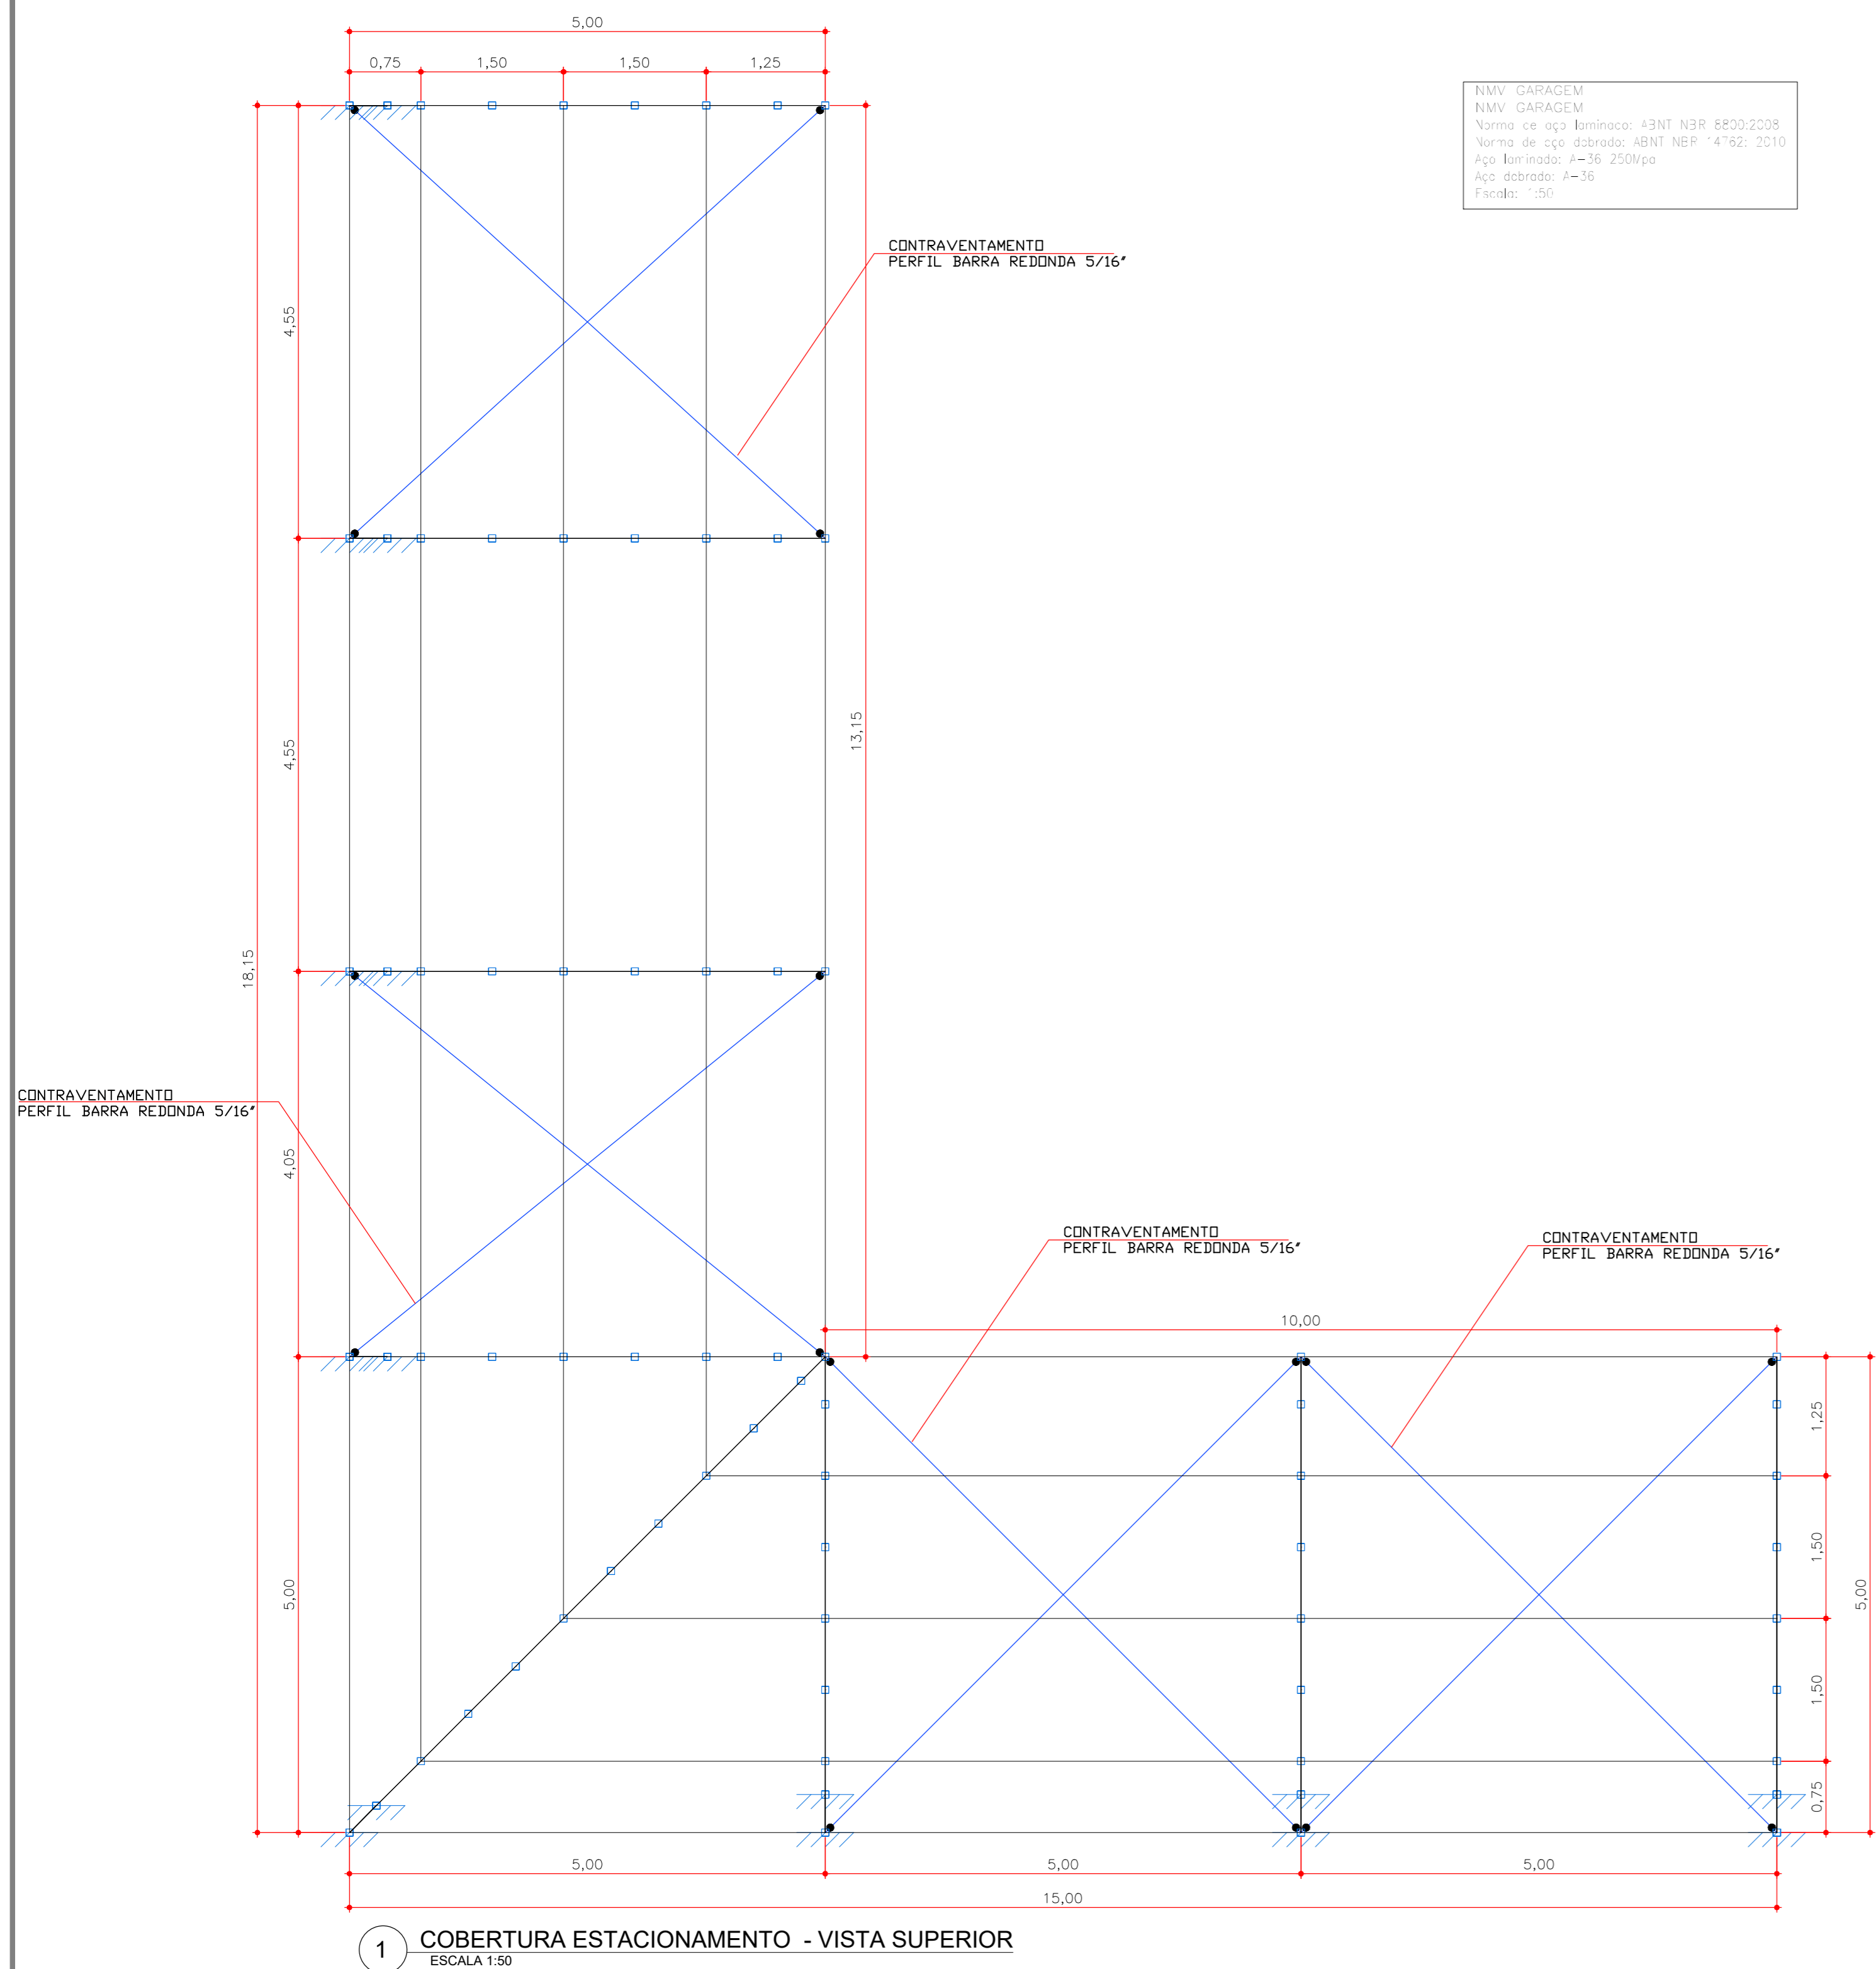 5,00
0,75 1,50 1,50 1,25
NMV GARAGEM
NMV GARAGEM
Norma de aço laminado: ABNT NBR 8800:2008
Norma de aço dobrado: ABNT NBR 14762: 2010
Aço laminado: A-36 250Mpa
Aço dobrado: A-36
Escala: 1:50
CONTRAVENTAMENTO
PERFIL BARRA REDONDA 5/16"
4,55
4,55
13,15
18,15
CONTRAVENTAMENTO
PERFIL BARRA REDONDA 5/16"
4,05
CONTRAVENTAMENTO
PERFIL BARRA REDONDA 5/16"
CONTRAVENTAMENTO
PERFIL BARRA REDONDA 5/16"
10,00
1,25
1,50
5,00
5,00
1,50
0,75
5,00 5,00 5,00
15,00
1 COBERTURA ESTACIONAMENTO - VISTA SUPERIOR
ESCALA 1:50